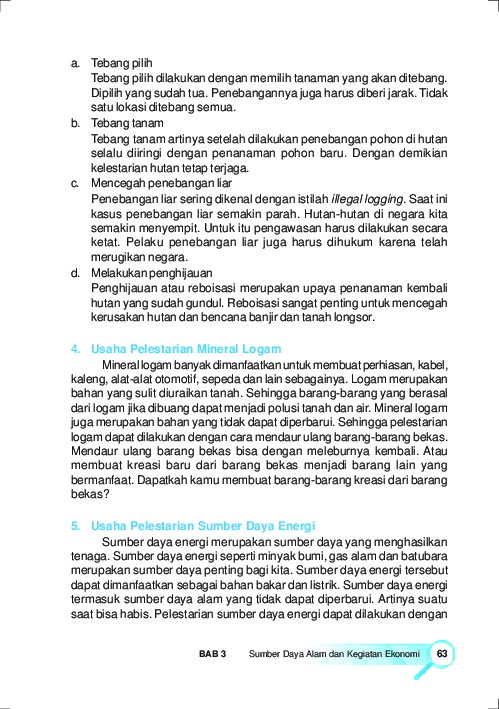 a. Tebang pilih
Tebang pilih dilakukan dengan memilih tanaman yang akan ditebang.
Dipilih yang sudah tua. Penebangannya juga harus diberi jarak. Tidak
satu lokasi ditebang semua.
b. Tebang tanam
Tebang tanam artinya setelah dilakukan penebangan pohon di hutan
selalu diiringi dengan penanaman pohon baru. Dengan demikian
kelestarian hutan tetap terjaga.
c. Mencegah penebangan liar
Penebangan liar sering dikenal dengan istilah illegal logging. Saat ini
kasus penebangan liar semakin parah. Hutan-hutan di negara kita
semakin menyempit. Untuk itu pengawasan harus dilakukan secara
ketat. Pelaku penebangan liar juga harus dihukum karena telah
merugikan negara.
d. Melakukan penghijauan
Penghijauan atau reboisasi merupakan upaya penanaman kembali
hutan yang sudah gundul. Reboisasi sangat penting untuk mencegah
kerusakan hutan dan bencana banjir dan tanah longsor.
4. Usaha Pelestarian Mineral Logam
Mineral logam banyak dimanfaatkan untuk membuat perhiasan, kabel,
kaleng, alat-alat otomotif, sepeda dan lain sebagainya. Logam merupakan
bahan yang sulit diuraikan tanah. Sehingga barang-barang yang berasal
dari logam jika dibuang dapat menjadi polusi tanah dan air. Mineral logam
juga merupakan bahan yang tidak dapat diperbarui. Sehingga pelestarian
logam dapat dilakukan dengan cara mendaur ulang barang-barang bekas.
Mendaur ulang barang bekas bisa dengan meleburnya kembali. Atau
membuat kreasi baru dari barang bekas menjadi barang lain yang
bermanfaat. Dapatkah kamu membuat barang-barang kreasi dari barang
bekas?
5. Usaha Pelestarian Sumber Daya Energi
Sumber daya energi merupakan sumber daya yang menghasilkan
tenaga. Sumber daya energi seperti minyak bumi, gas alam dan batubara
merupakan sumber daya penting bagi kita. Sumber daya energi tersebut
dapat dimanfaatkan sebagai bahan bakar dan listrik. Sumber daya energi
termasuk sumber daya alam yang tidak dapat diperbarui. Artinya suatu
saat bisa habis. Pelestarian sumber daya energi dapat dilakukan dengan
BAB 3 Sumber Daya Alam dan Kegiatan Ekonomi 63